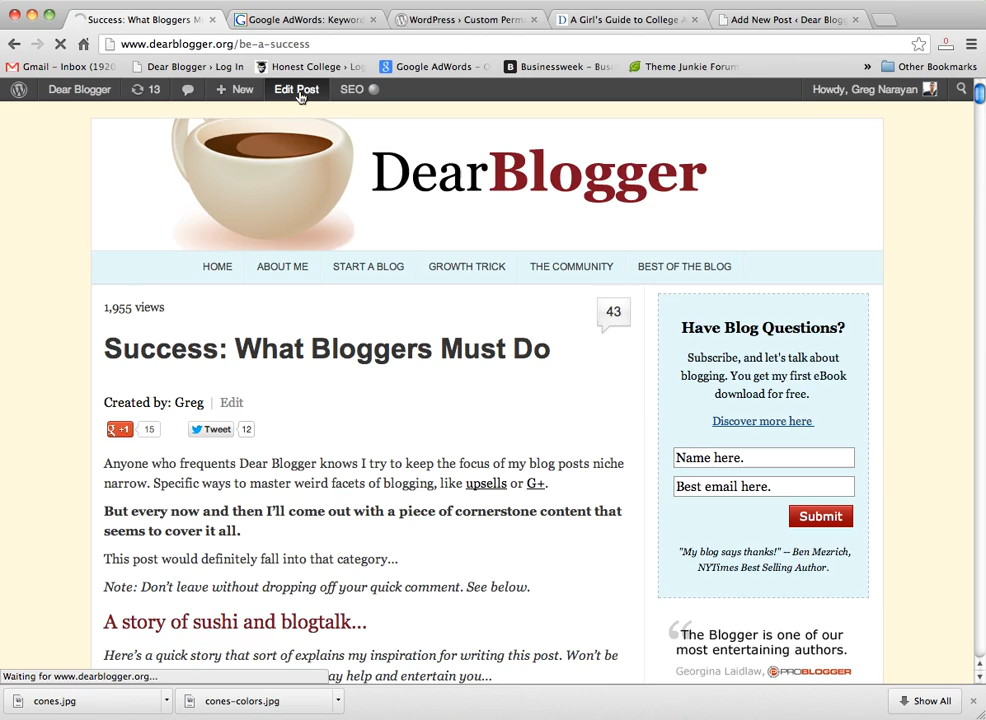 Success: What Bloggers M
Google AdWords: Keyword
WordPress › Custom Perm
A Girl's Guide to College
Add New Post ‹ Dear Blog
www.dearblogger.org/be-a-success
0
Gmail - Inbox (1920
Dear Blogger › Log In
Honest College › Log
Google AdWords –
Businessweek - Bus
Theme Junkie Forum
»
Other Bookmarks
Dear Blogger
13
+ New
Edit Post
SEO
Howdy, Greg Narayan
DearBlogger
HOME
ABOUT ME
START A BLOG
GROWTH TRICK
THE COMMUNITY
BEST OF THE BLOG
1,955 views
43
Success: What Bloggers Must Do
Created by: Greg | Edit
+1
15
Tweet
12
Anyone who frequents Dear Blogger knows I try to keep the focus of my blog posts niche
narrow. Specific ways to master weird facets of blogging, like upsells or G+.
But every now and then I'll come out with a piece of cornerstone content that
seems to cover it all.
This post would definitely fall into that category...
Note: Don't leave without dropping off your quick comment. See below.
A story of sushi and blogtalk...
Here's a quick story that sort of explains my inspiration for writing this post. Won't be
ay help and entertain you...
Have Blog Questions?
Subscribe, and let's talk about
blogging. You get my first eBook
download for free.
Discover more here
Name here.
Best email here.
Submit
"My blog says thanks!" -- Ben Mezrich,
NYTimes Best Selling Author.
The Blogger is one of our
most entertaining authors.
Georgina Laidlaw, PROBLOGGER
Waiting for www.dearblogger.org...
cones.jpg
cones-colors.jpg
Show All